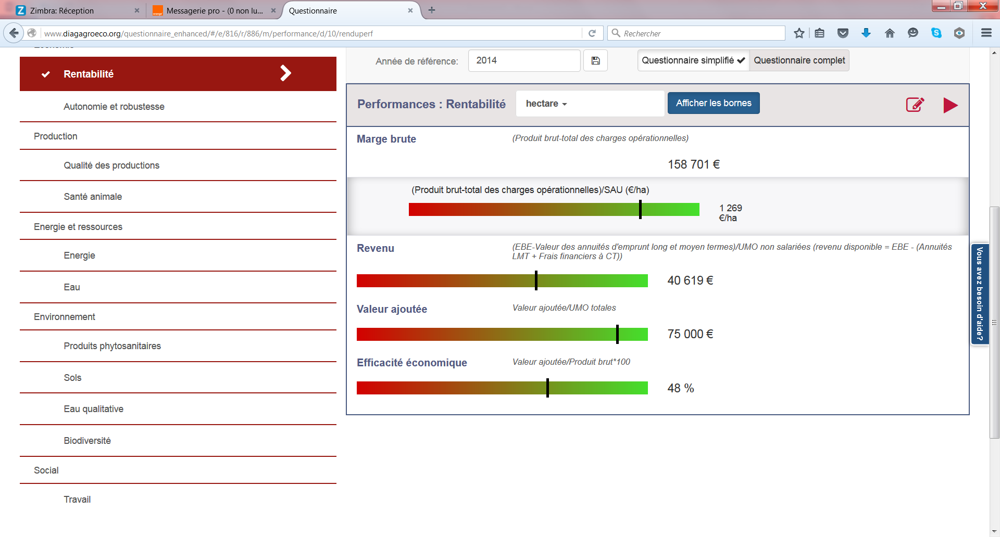 Zimbra: Réception
Messagerie pro - (0 non lu...
Questionnaire
www.diagagroeco.org/questionnaire_enhanced/#/e/816/r/886/m/performance/d/10/renduperf
Rechercher
Economie
Rentabilité
Autonomie et robustesse
Production
Qualité des productions
Santé animale
Energie et ressources
Energie
Eau
Environnement
Produits phytosanitaires
Sols
Eau qualitative
Biodiversité
Social
Travail
Année de référence: 2014
Questionnaire simplifié Questionnaire complet
Performances : Rentabilité hectare Afficher les bornes
Marge brute (Produit brut-total des charges opérationnelles)
158 701 €
(Produit brut-total des charges opérationnelles)/SAU (€/ha)
1 269
€/ha
Revenu (EBE-Valeur des annuités d'emprunt long et moyen termes)/UMO non salariées (revenu disponible = EBE - (Annuités
LMT + Frais financiers à CT))
40 619 €
Valeur ajoutée Valeur ajoutée/UMO totales
75 000 €
Efficacité économique Valeur ajoutée/Produit brut*100
48 %
Vous avez besoin d'aide ?